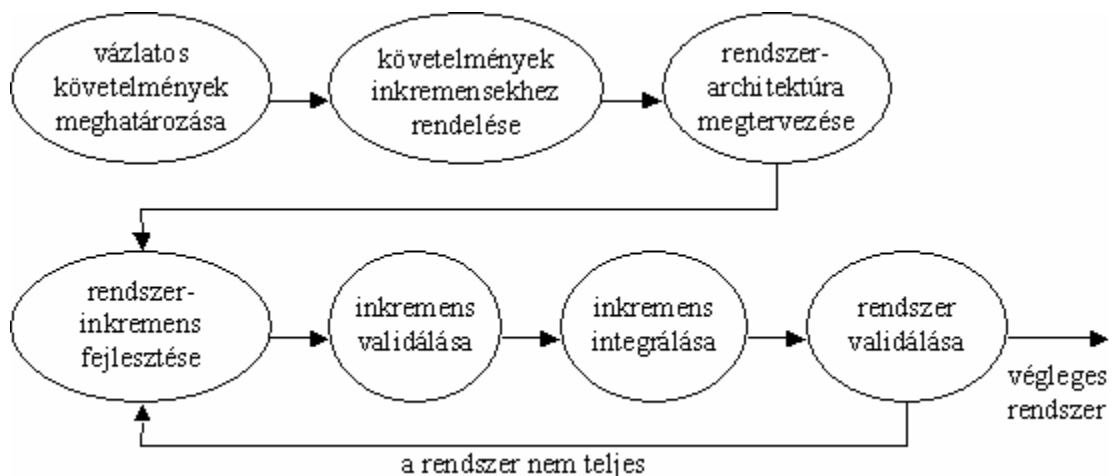 vázlatos
követelmények
meghatározása
követelmények
inkremensekhez
rendelése
rendszer-
architektúra
megtervezése
rendszer-
inkremens
fejlesztése
inkremens
validálása
inkremens
integrálása
rendszer
validálása
végleges
rendszer
a rendszer nem teljes